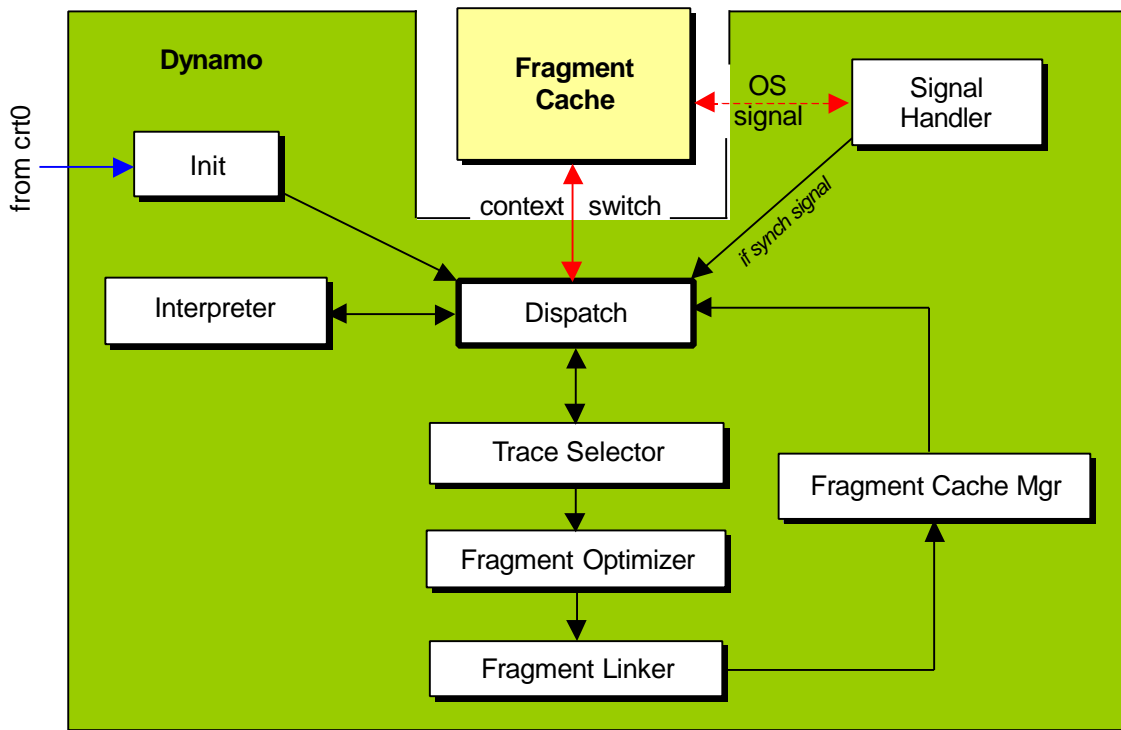 Dynamo
Fragment
Cache
OS
signal
Signal
Handler
from crt0
Init
context switch
if synch signal
Interpreter
Dispatch
Trace Selector
Fragment Cache Mgr
Fragment Optimizer
Fragment Linker